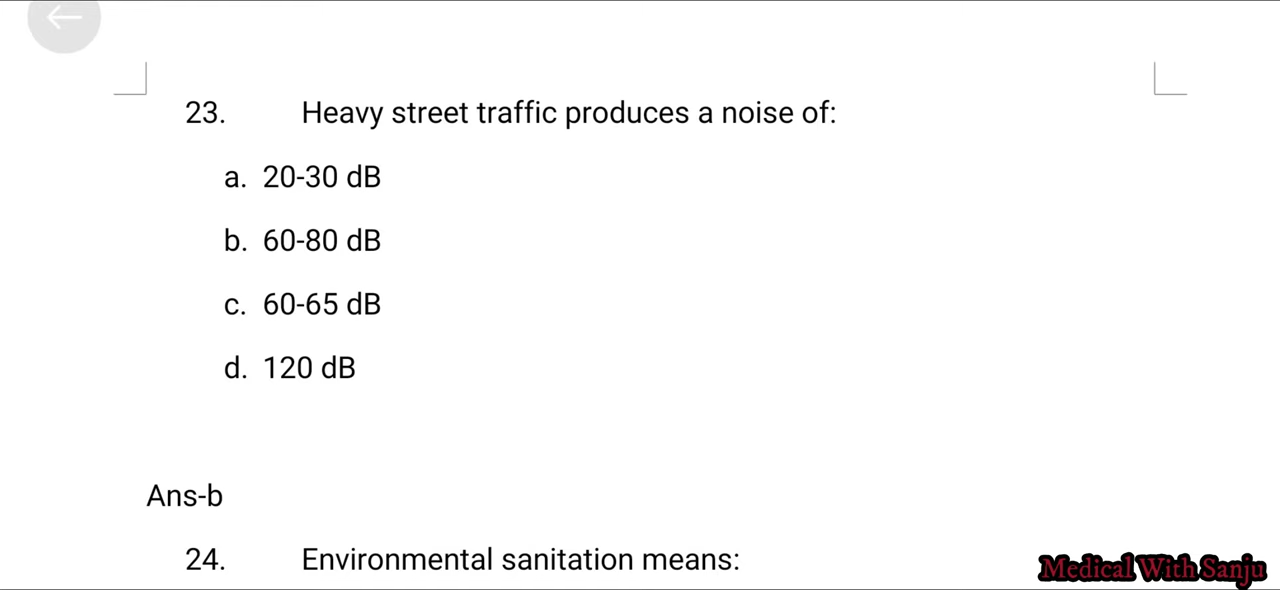 23. Heavy street traffic produces a noise of:
a. 20-30 dB
b. 60-80 dB
c. 60-65 dB
d. 120 dB
Ans-b
24. Environmental sanitation means:
Medical With Sanju